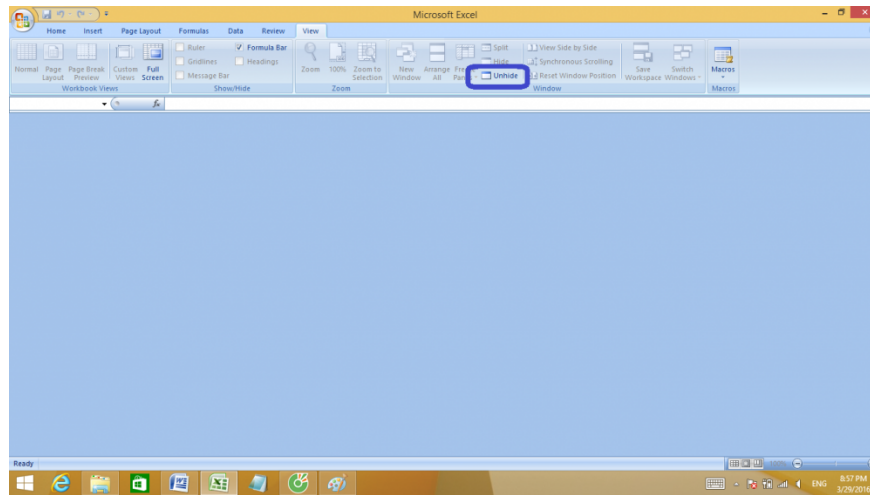 Microsoft Excel
Home Insert Page Layout Formulas Data Review View
Ruler Formula Bar Split View Side by Side
Gridlines Headings Hide Synchronous Scrolling
Message Bar Unhide Reset Window Position
Normal Page Layout Page Break Preview Custom Views Full Screen Zoom 100% Zoom to Selection New Window Arrange All Save Workspace Switch Windows Macros
Workbook Views Show/Hide Zoom Window Macros
fx
Ready 100%
ENG 8:57 PM
3/29/2016